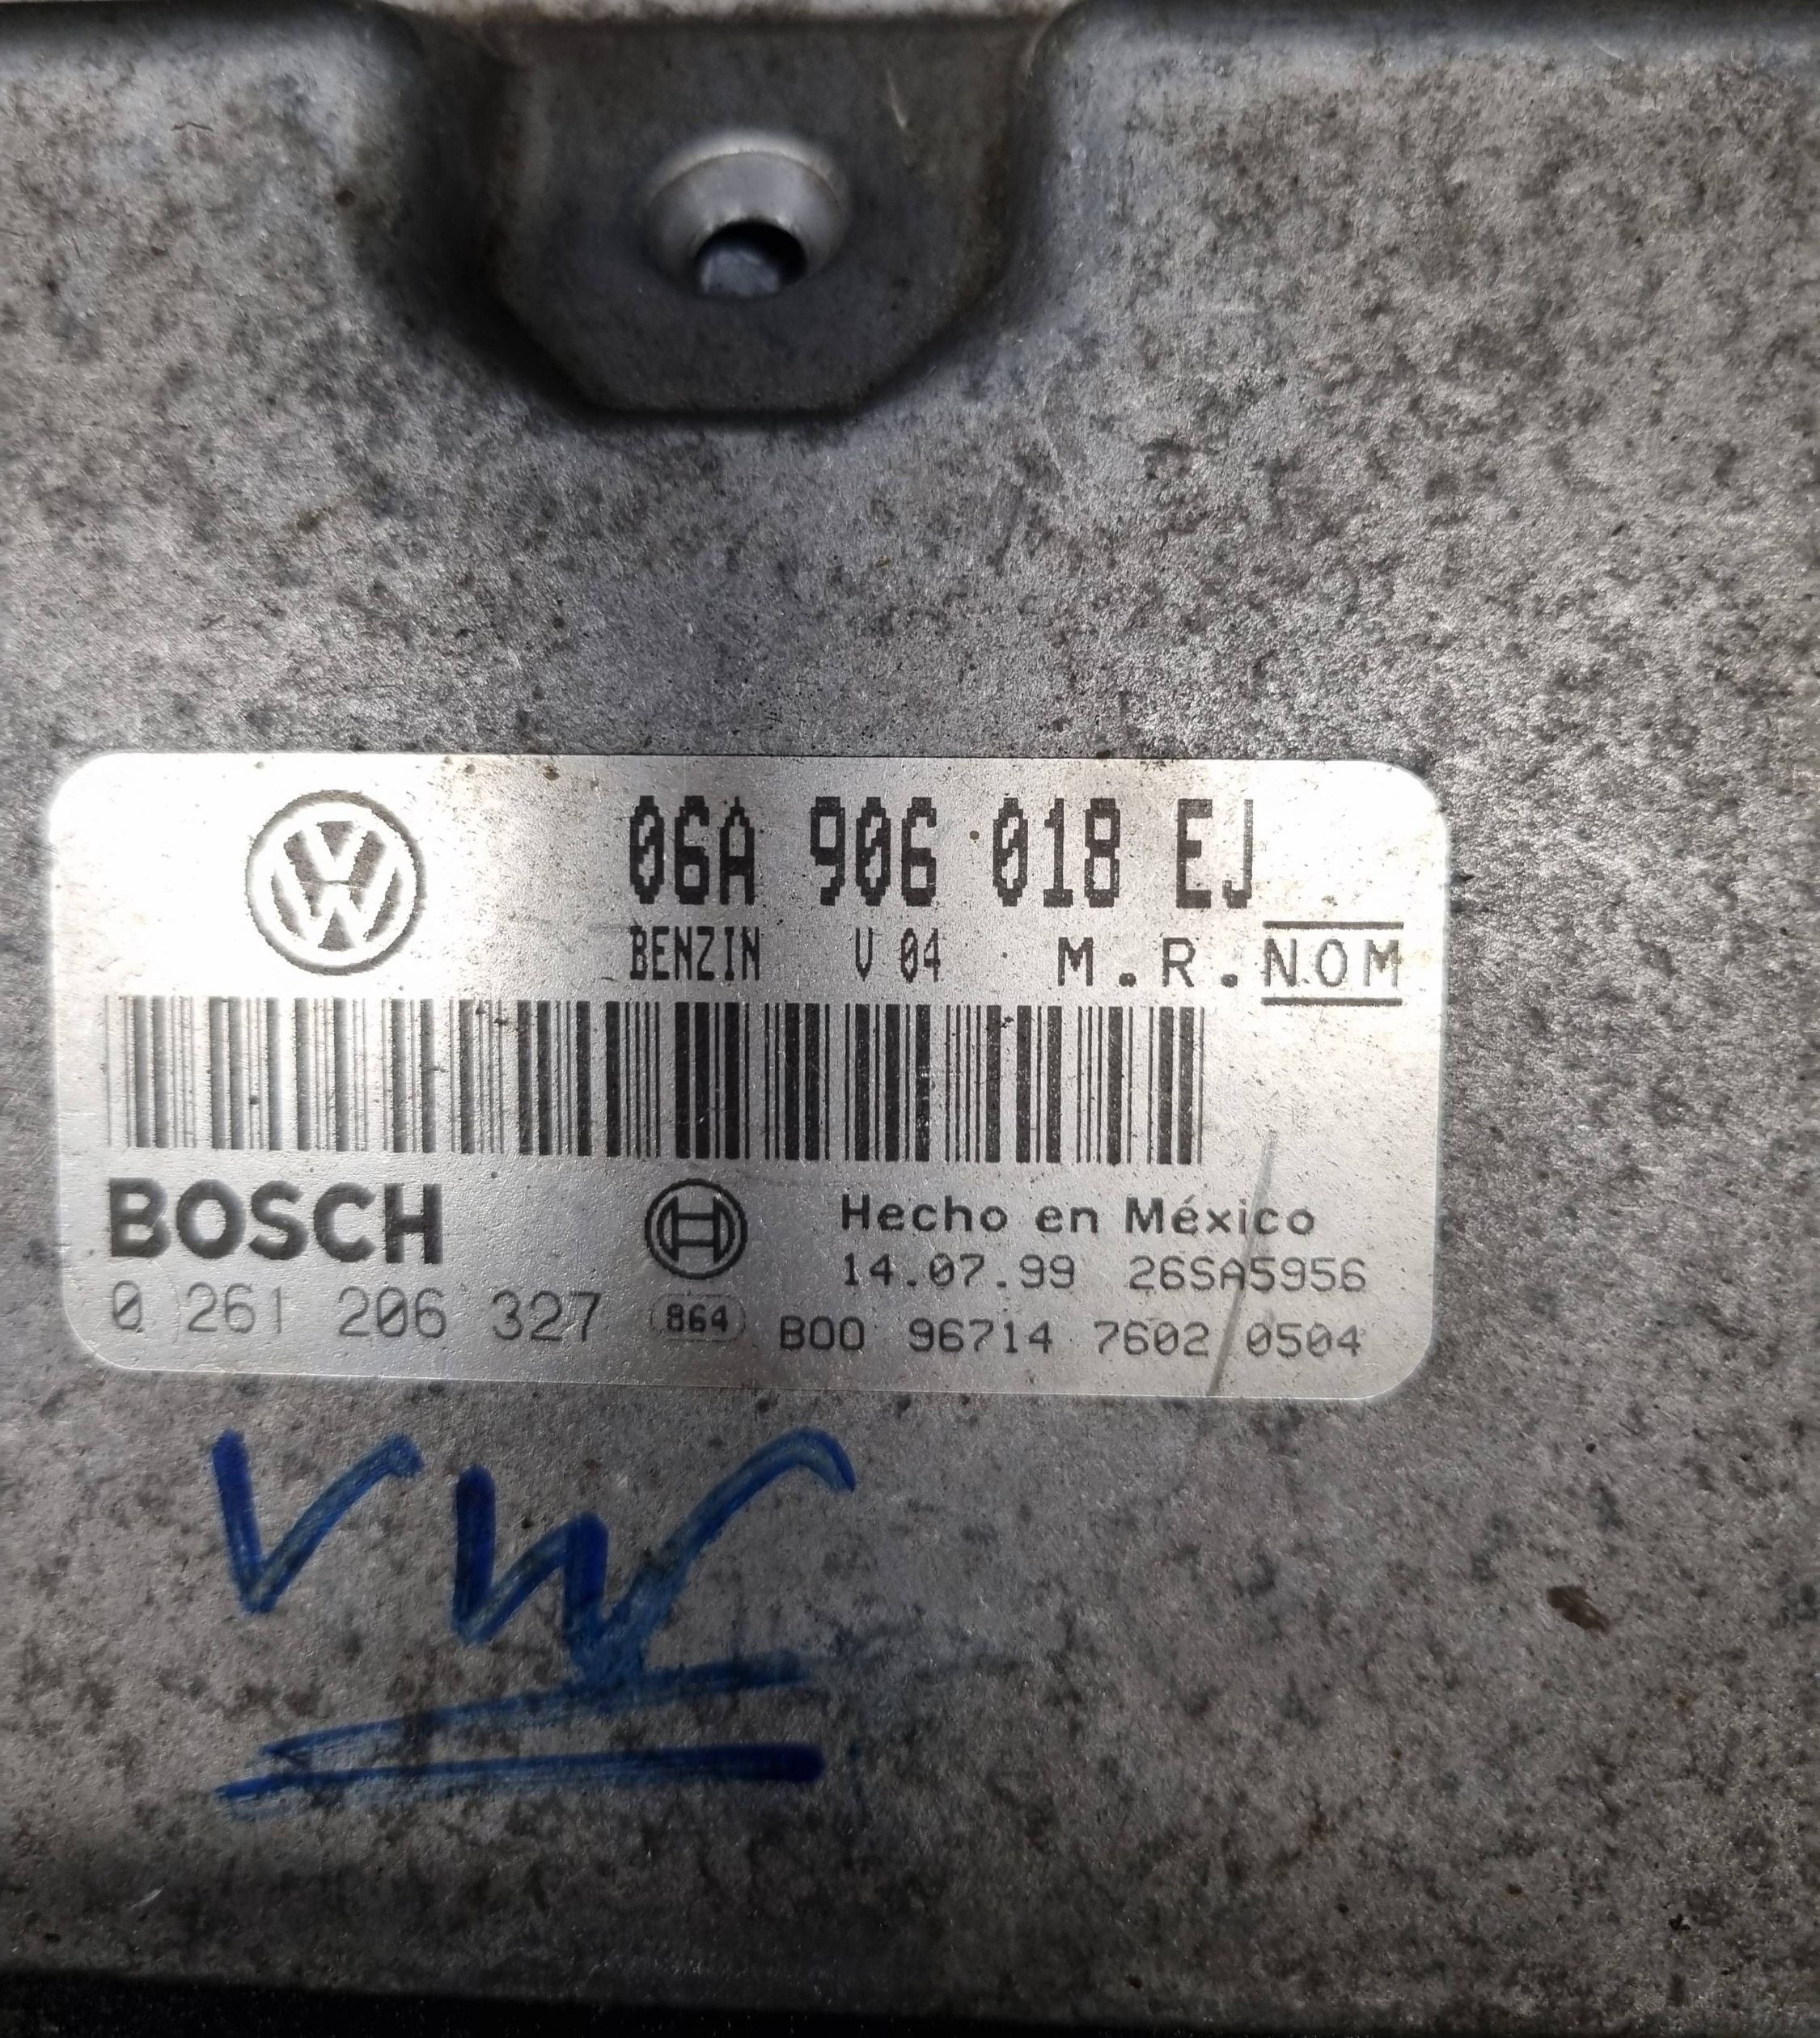 06A 906 018 EJ
BENZIN V 04 M.R. N.O M
BOSCH
Hecho en México
14.07.99 26SA5956
0 261 206 327 864 B00 96714 7602 0504
VW